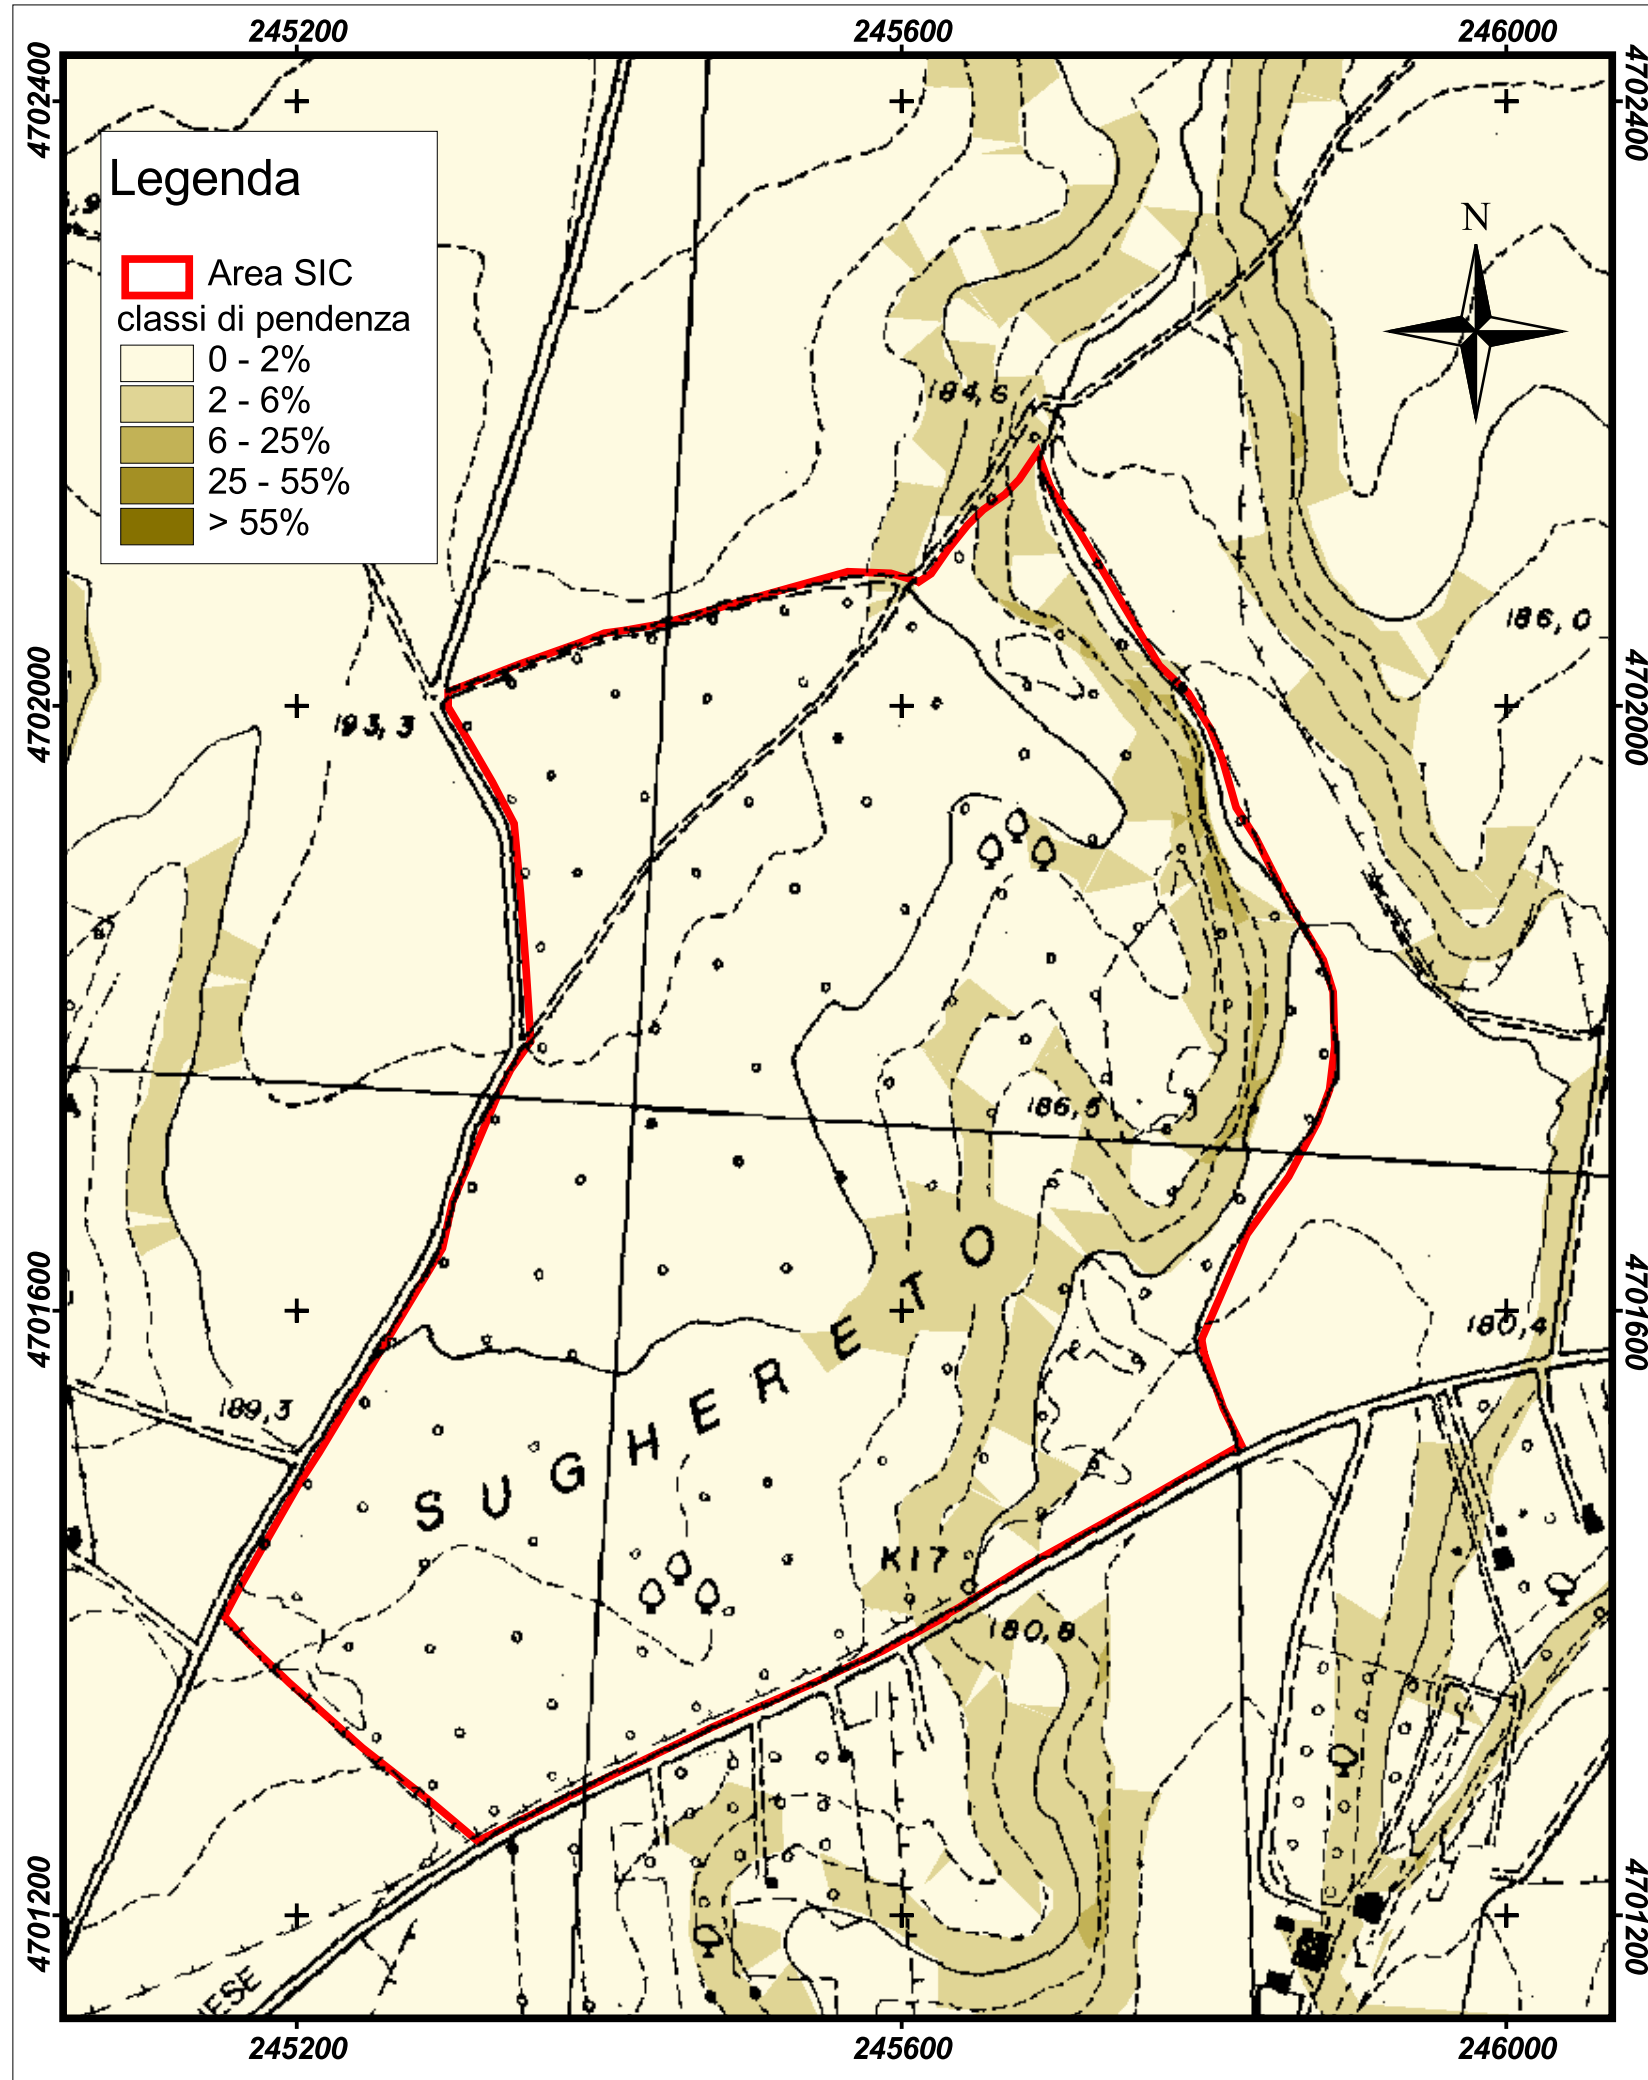 245200 245600 246000
4702400 4702400
Legenda
Area SIC
classi di pendenza
0 - 2%
2 - 6%
6 - 25%
25 - 55%
> 55%
N
184,6
186,0
4702000 4702000
193,3
186,5
4701600 4701600
180,4
189,3
SUGHERETO
K17
180,8
4701200 4701200
IESE
245200 245600 246000